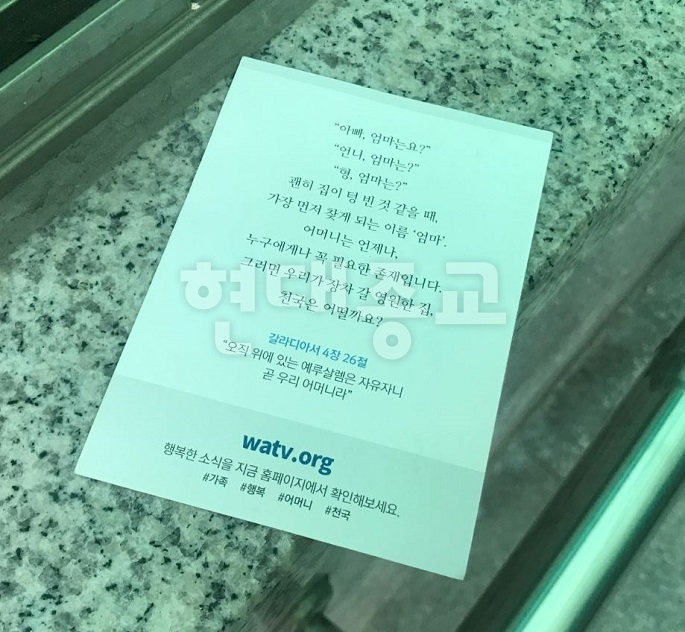 “아빠, 엄마는요?”
“언니, 엄마는?”
“형, 엄마는?”
괜히 집이 텅 빈 것 같을 때,
가장 먼저 찾게 되는 이름 ‘엄마’.
어머니는 언제나,
누구에게나 꼭 필요한 존재입니다.
그러면 우리가 장차 갈 영원한 집,
천국은 어떨까요?
현대종교
갈라디아서 4장 26절
“오직 위에 있는 예루살렘은 자유자니
곧 우리 어머니라”
watv.org
행복한 소식을 지금 홈페이지에서 확인해보세요.
#가족 #행복 #어머니 #천국